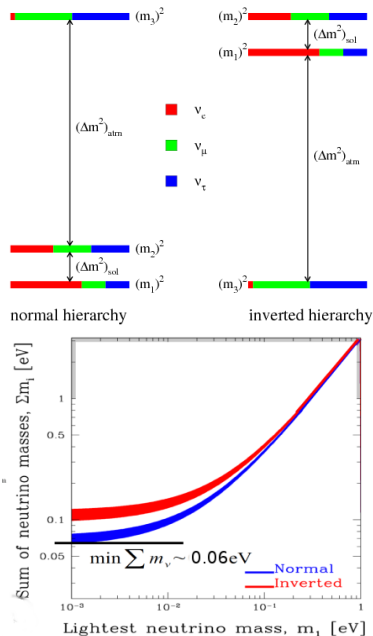 (m₃)²
(m₂)²
(Δm²)sol
(m₁)²
(Δm²)atm
νe
νμ
ντ
(Δm²)atm
(m₂)²
(Δm²)sol
(m₁)²
(m₃)²
normal hierarchy
inverted hierarchy
Sum of neutrino masses, Σmᵢ [eV]
1
0.5
0.1
0.05
min ∑ mᵥ ~ 0.06eV
Normal
Inverted
10⁻³
10⁻²
10⁻¹
1
Lightest neutrino mass, m₁ [eV]